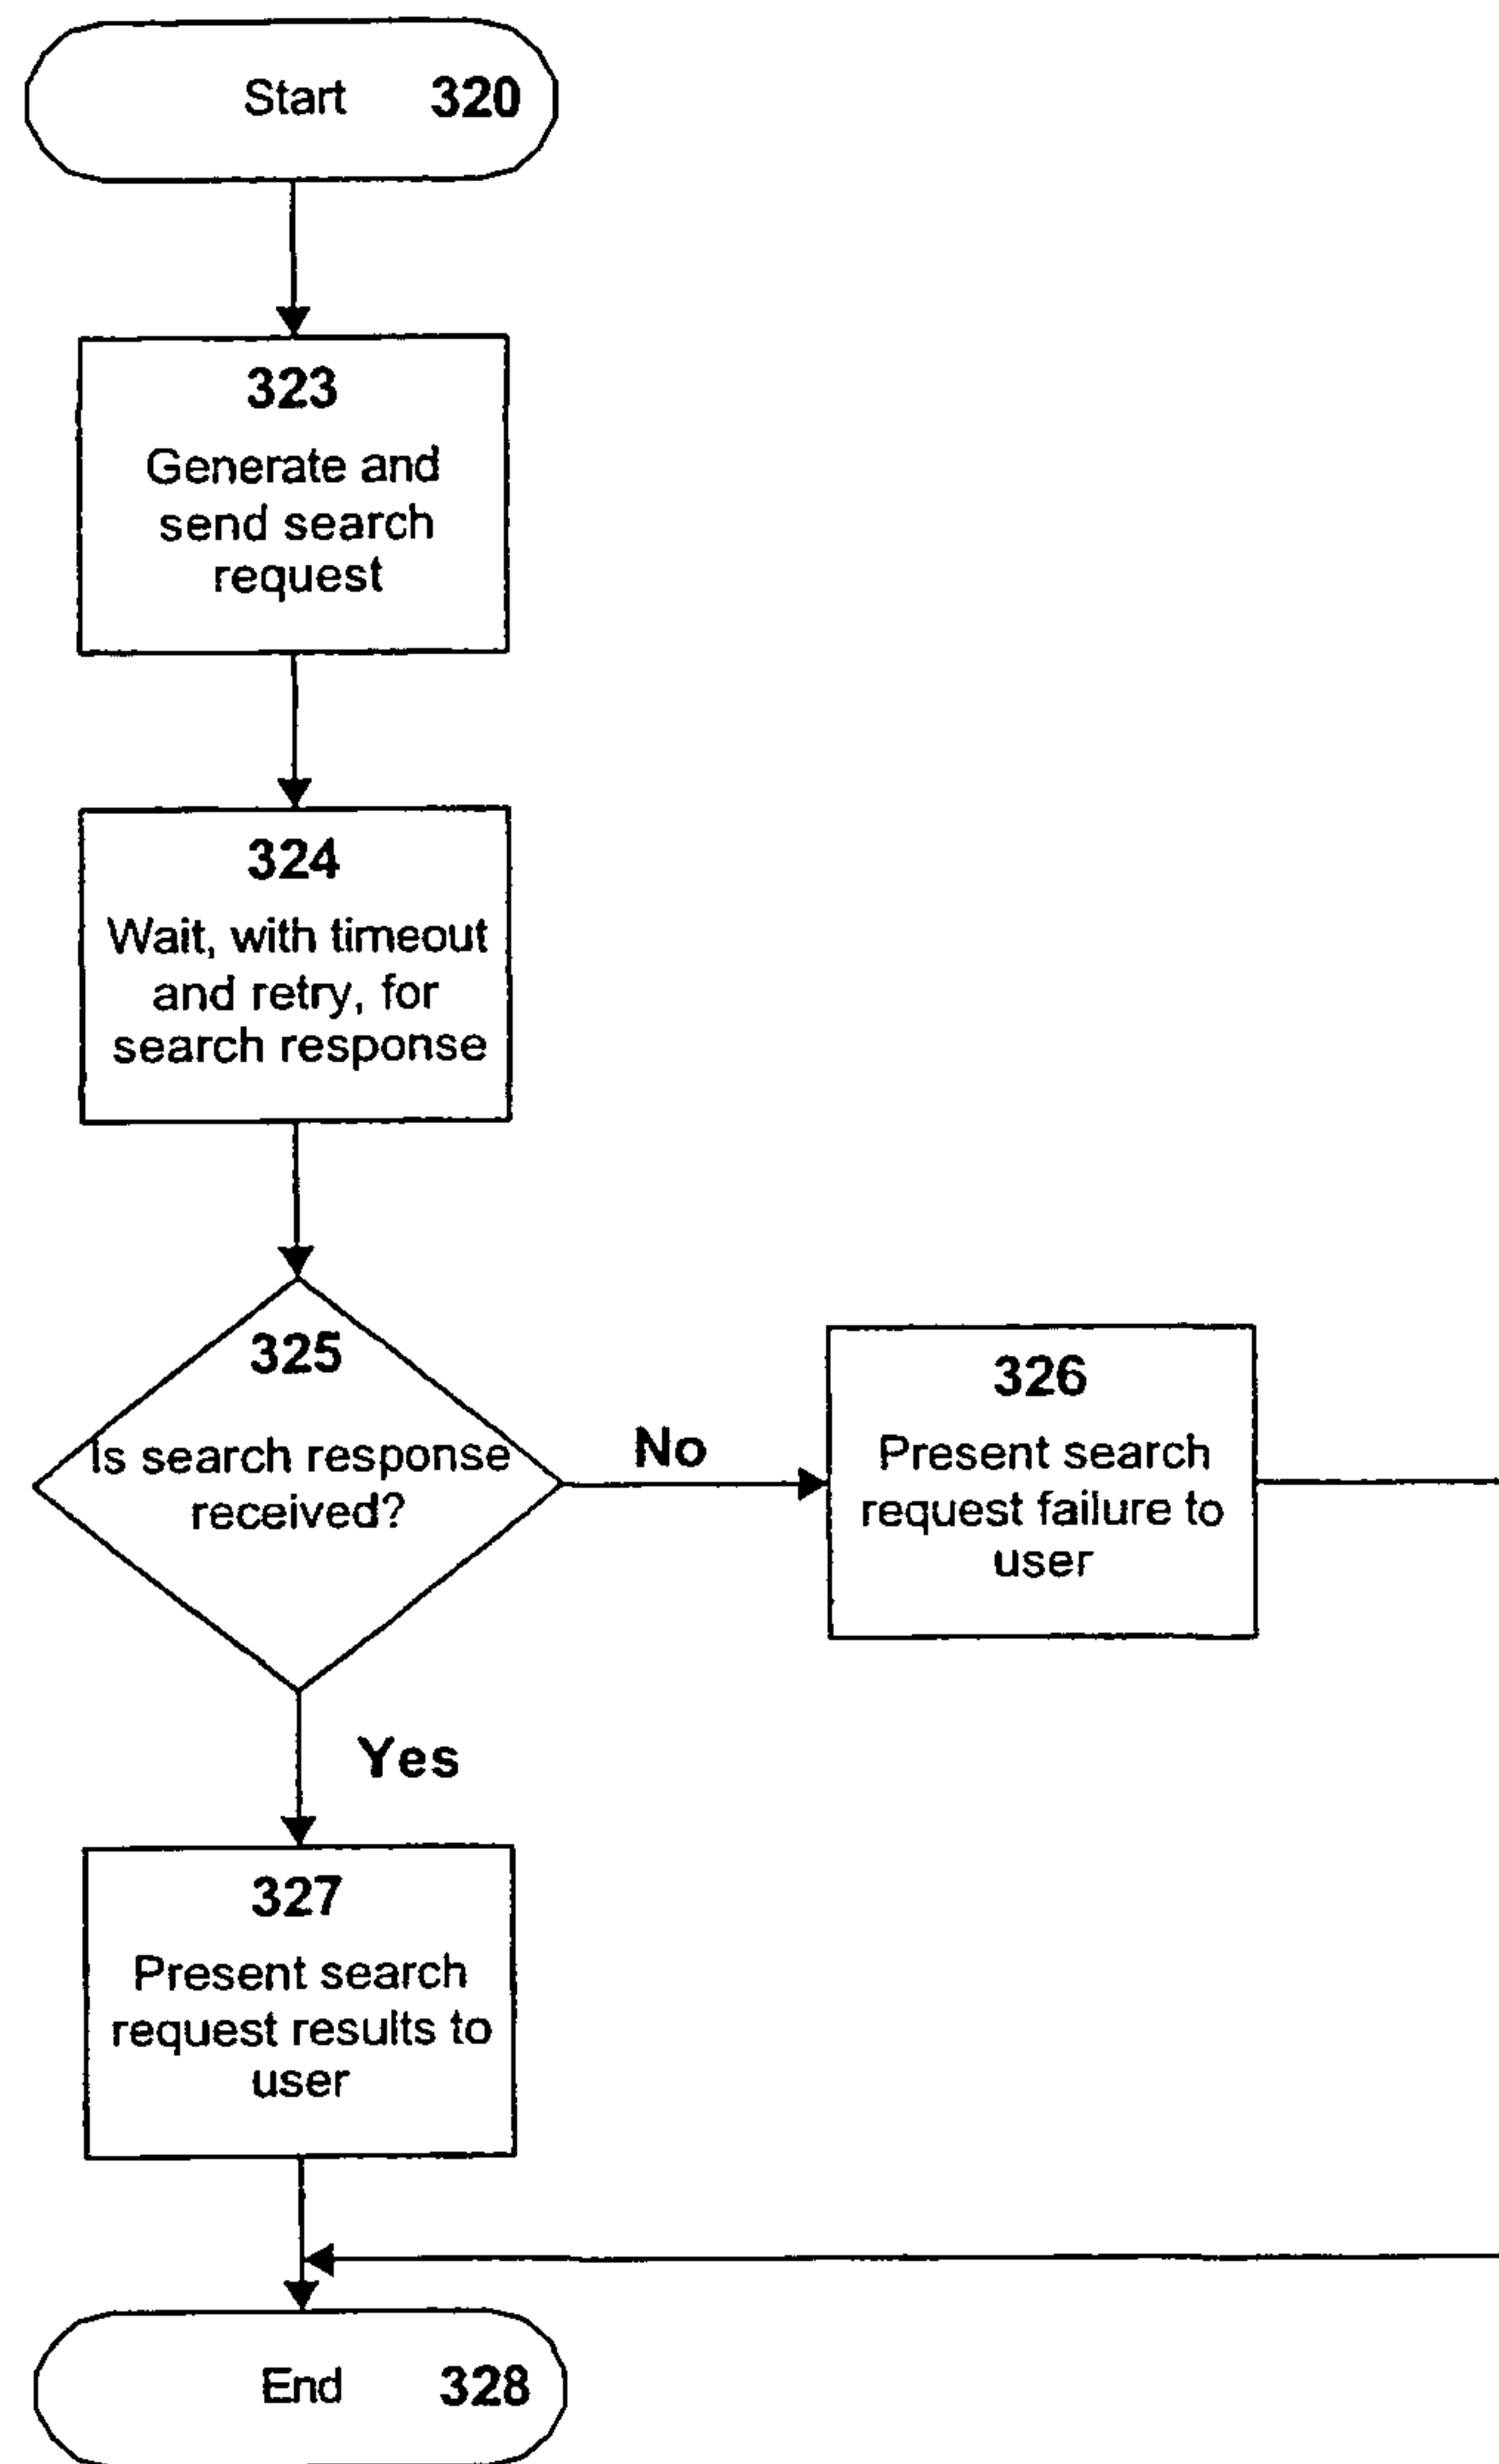 Start 320
323
Generate and
send search
request
324
Wait, with timeout
and retry, for
search response
325
Is search response
received?
No
326
Present search
request failure to
user
Yes
327
Present search
request results to
user
End 328